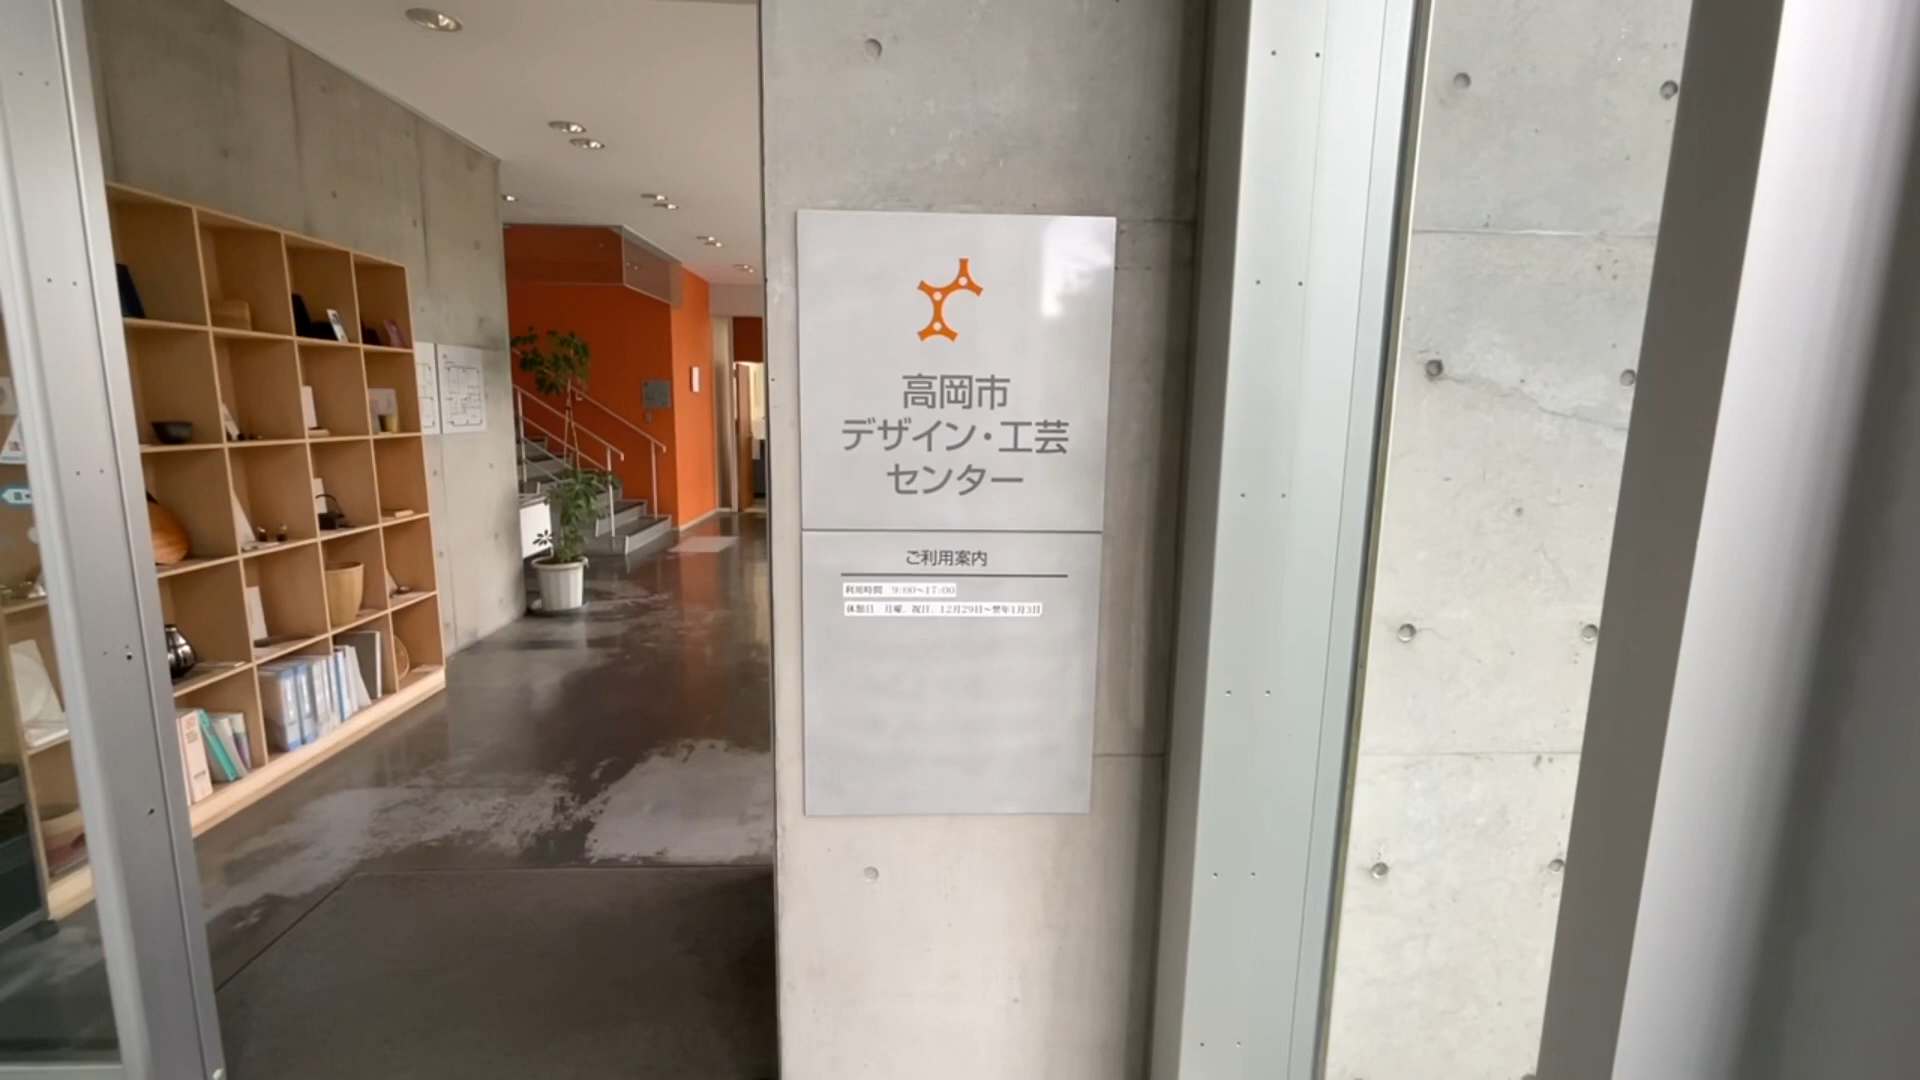 高岡市
デザイン・工芸
センター
ご利用案内
利用時間　9:00~17:00
休館日　月曜、祝日、12月29日~翌年1月3日